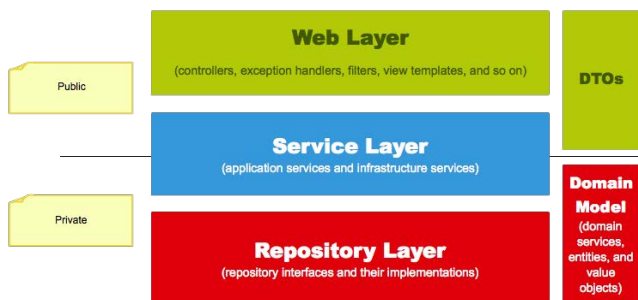 Web Layer
(controllers, exception handlers, filters, view templates, and so on)
DTOs
Public
Service Layer
(application services and infrastructure services)
Domain
Model
(domain
services,
entities, and
value
objects)
Private
Repository Layer
(repository interfaces and their implementations)